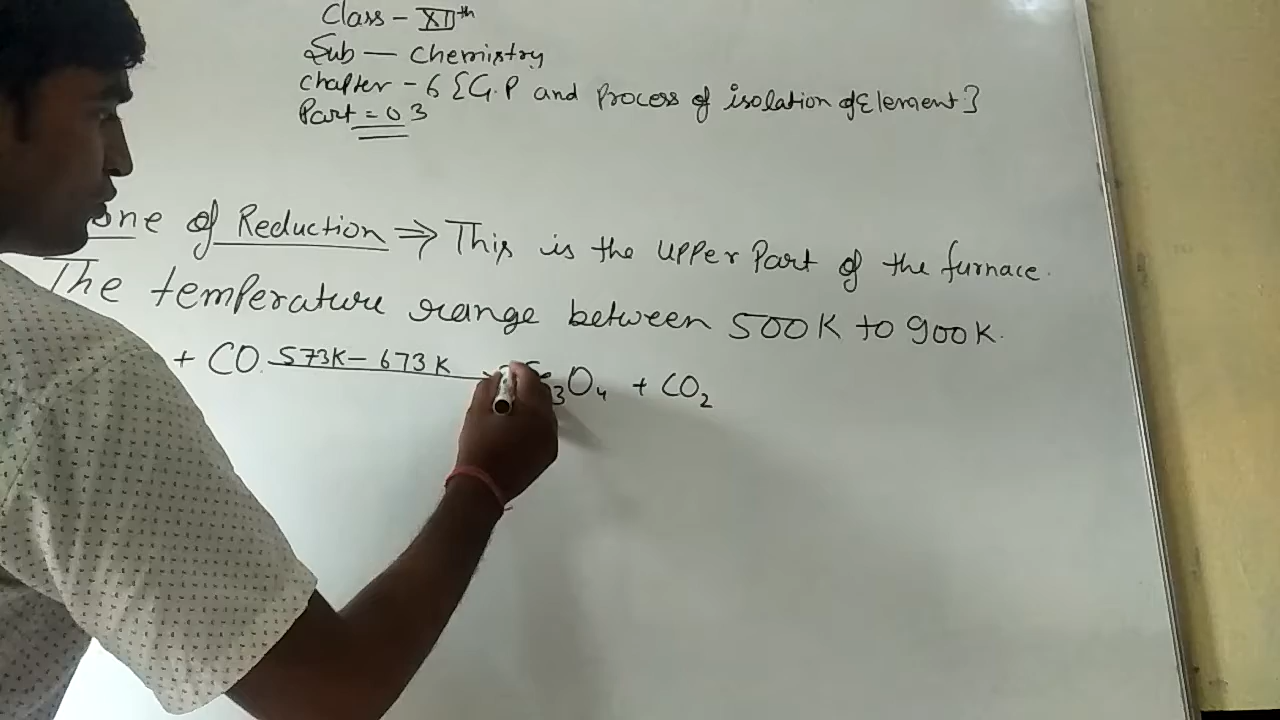 Class - XIIth
Sub - Chemistry
Chapter - 6 {G.P and Process of isolation of Element}
Part = 03
one of Reduction ⇒ This is the upper Part of the furnace.
The temperature range between 500K to 900K.
+ CO 573K - 673K → 3O4 + CO2